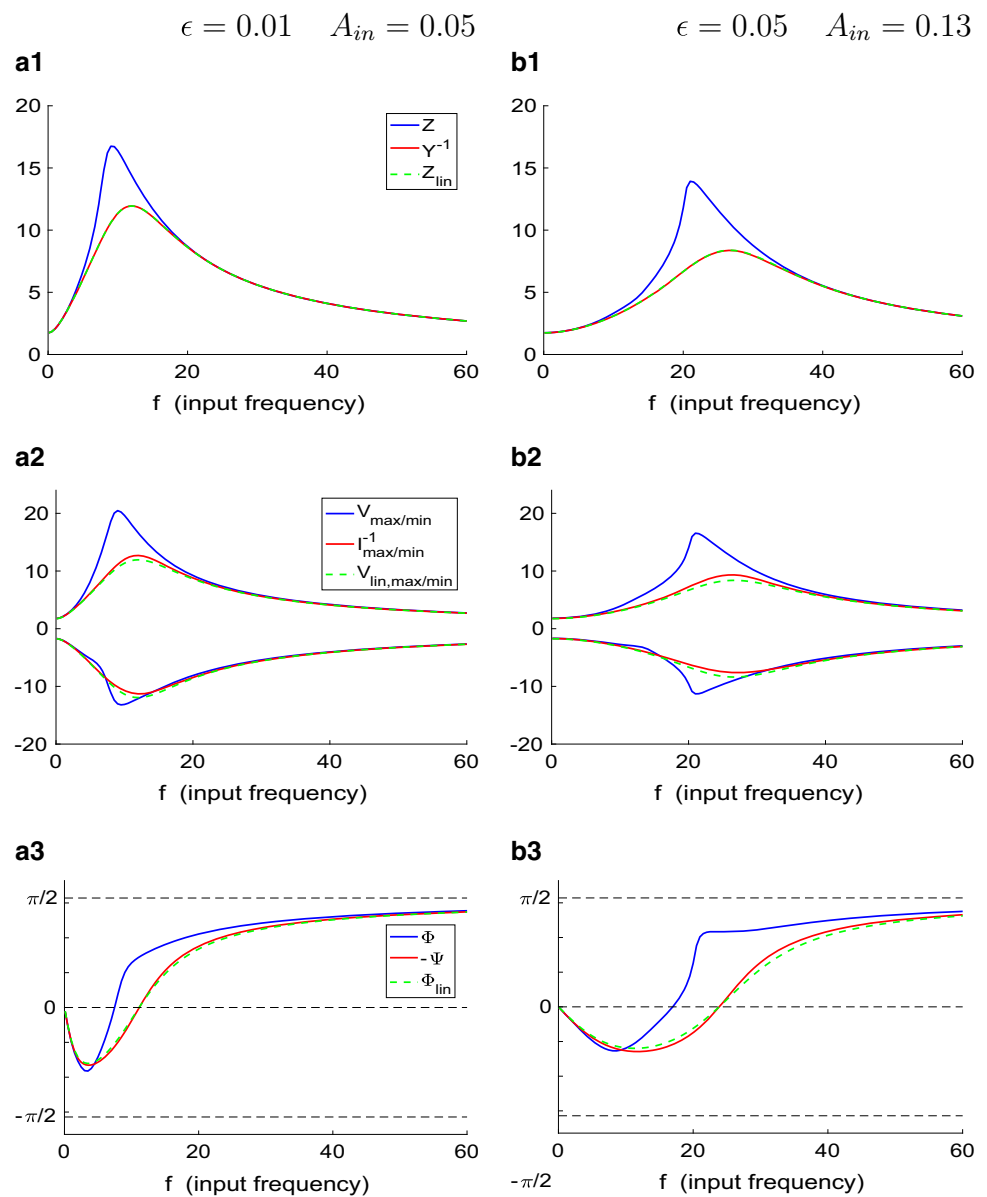 ϵ = 0.01 A_in = 0.05
ϵ = 0.05 A_in = 0.13
a1
20
15
10
5
0
0 20 40 60
f (input frequency)
Z
Y^-1
Z_lin
b1
20
15
10
5
0
0 20 40 60
f (input frequency)
a2
20
10
0
-10
-20
0 20 40 60
f (input frequency)
V_max/min
I^-1_max/min
V_lin,max/min
b2
20
10
0
-10
-20
0 20 40 60
f (input frequency)
a3
π/2
0
-π/2
0 20 40 60
f (input frequency)
Φ
-Ψ
Φ_lin
b3
π/2
0
-π/2
0 20 40 60
f (input frequency)